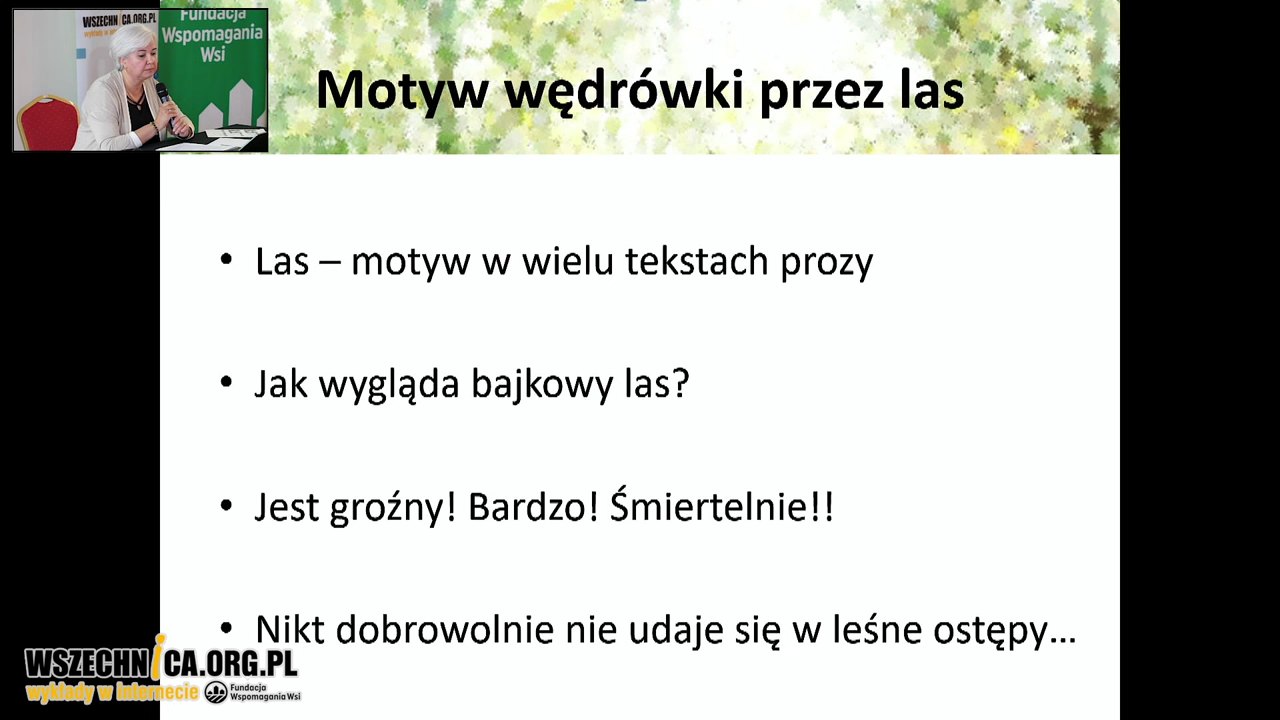 WSZECHNICA.ORG.PL
Fundacja
Wspomagania
Wsi
Motyw wędrówki przez las
• Las – motyw w wielu tekstach prozy
• Jak wygląda bajkowy las?
• Jest groźny! Bardzo! Śmiertelnie!!
• Nikt dobrowolnie nie udaje się w leśne ostępy...
WSZECHNICA.ORG.PL
wykłady w internecie
Fundacja
Wspomagania Wsi